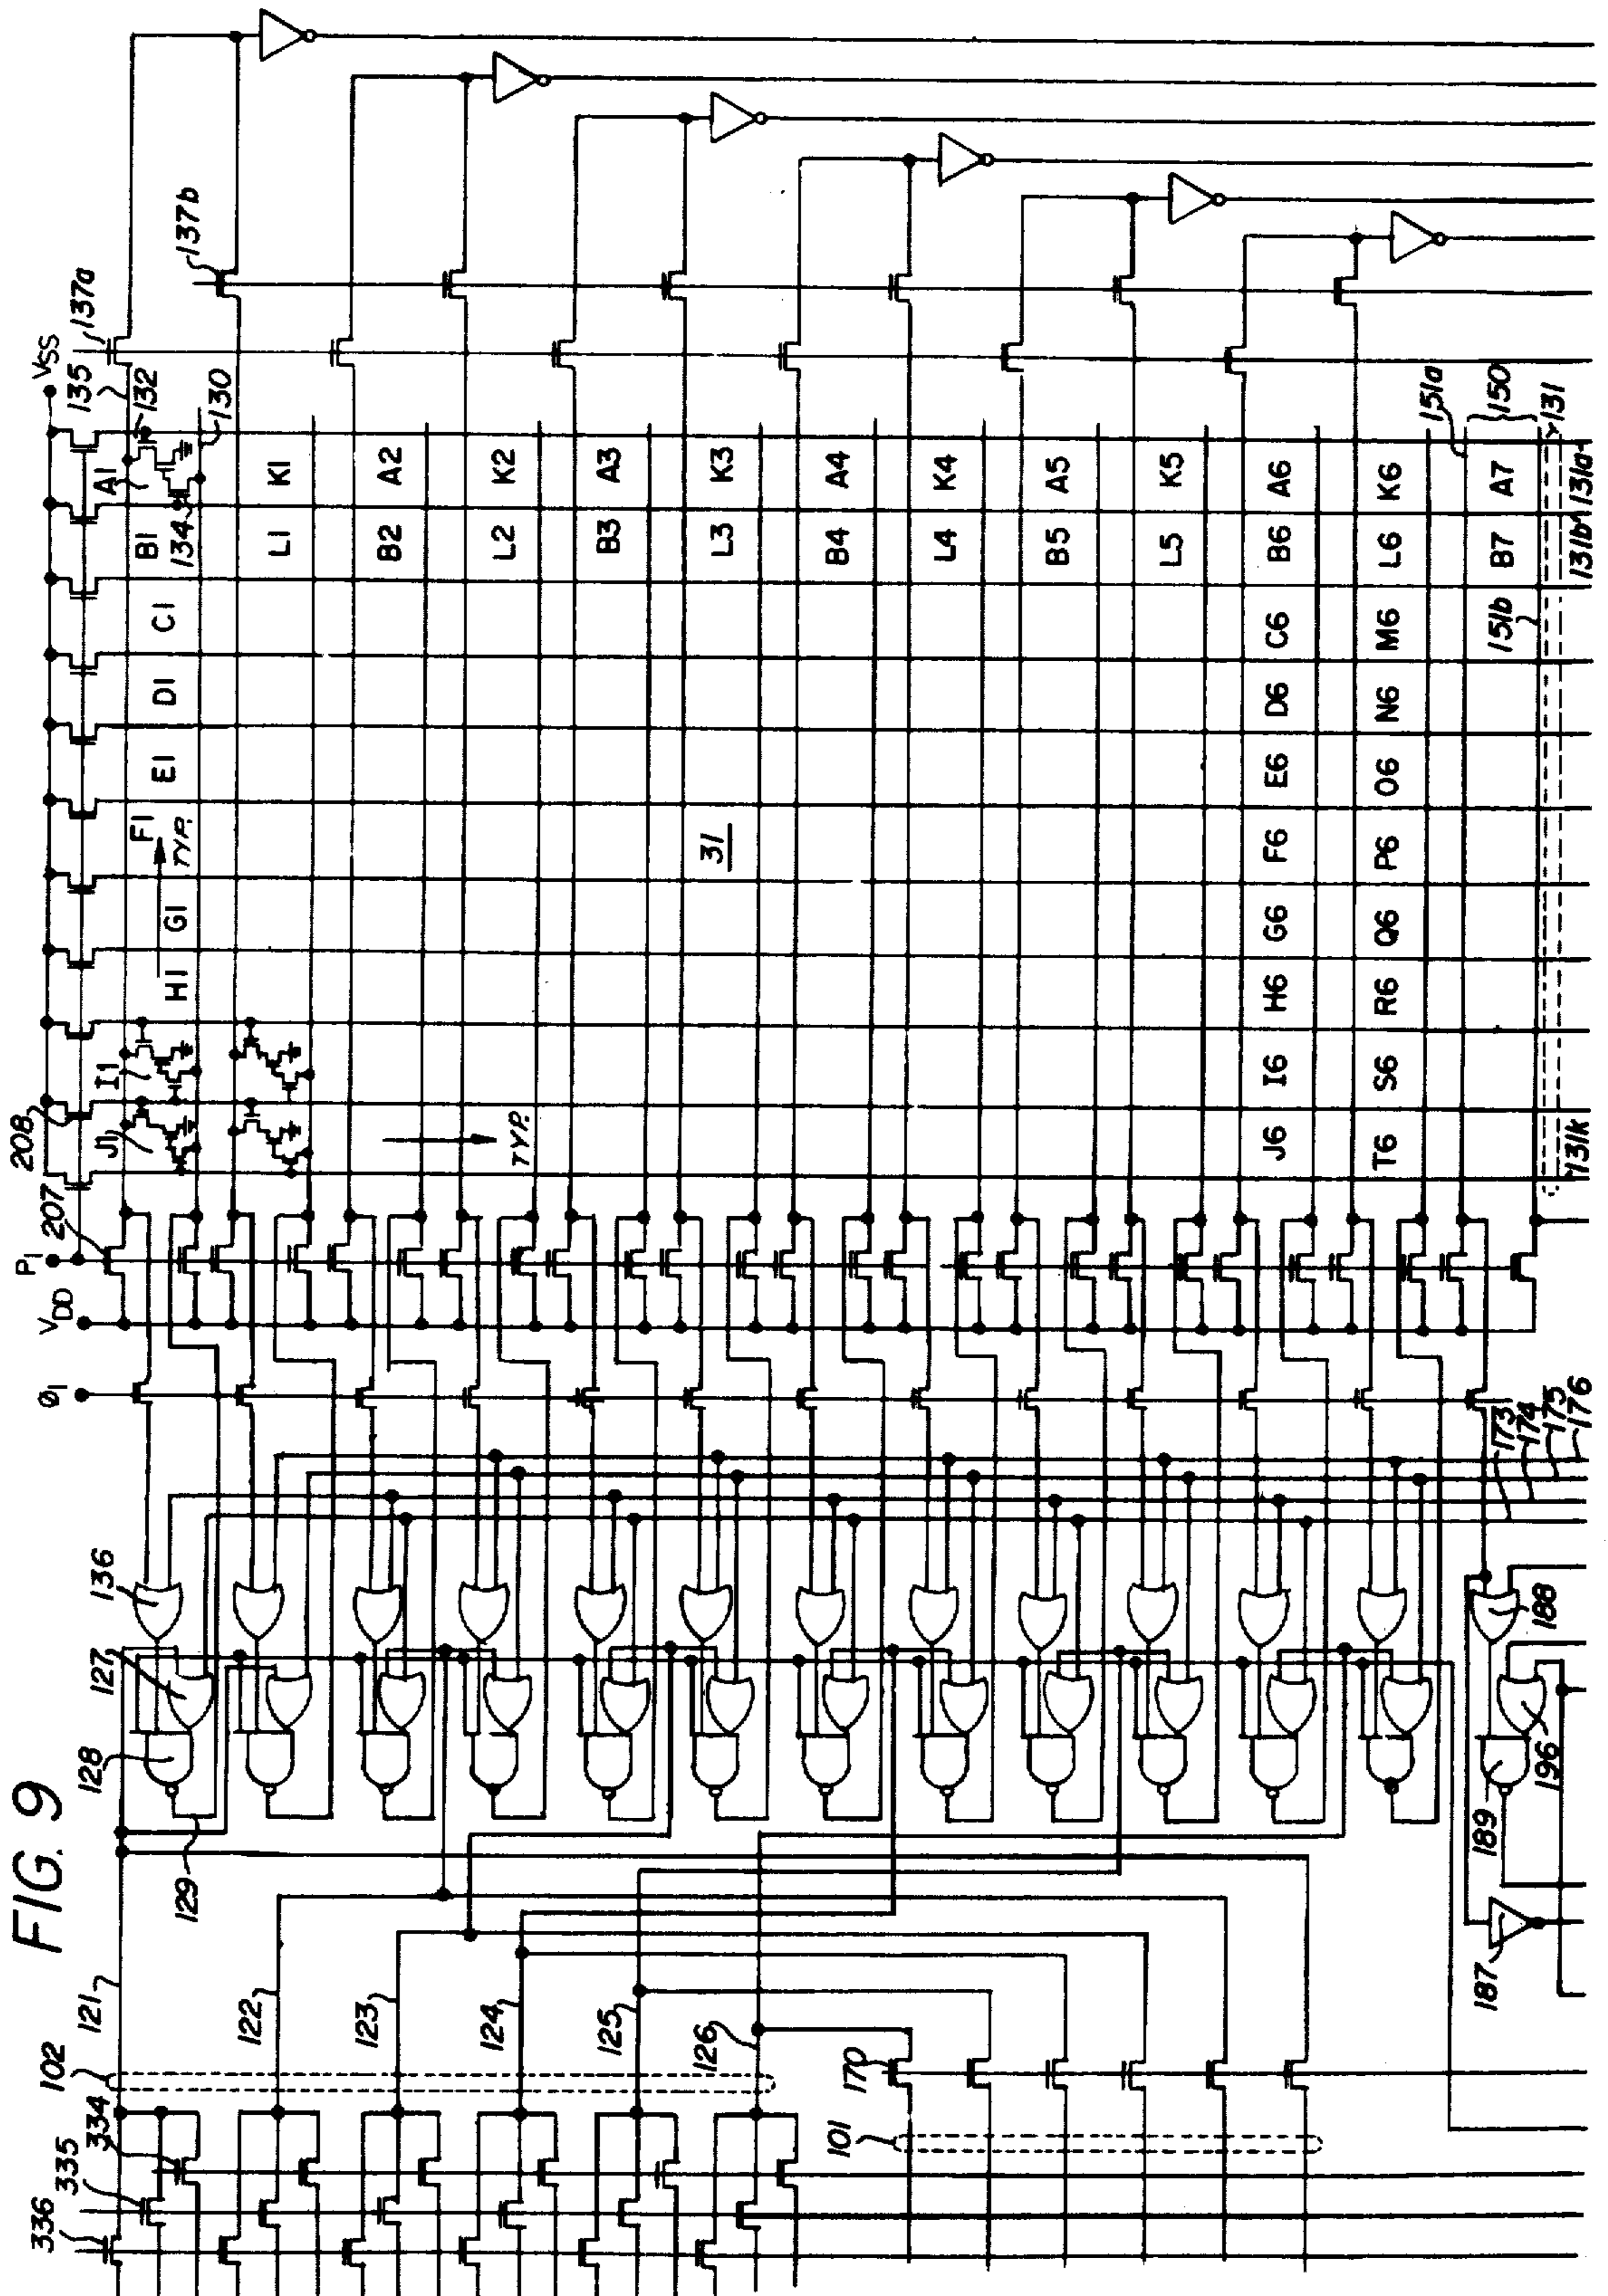 FIG. 9
336
335
334
102
121
129
128
127
136
Ø1
VDD
P1
207
208
J1
I1
H1
G1
F1
TYP.
E1
D1
C1
B1
134
A1
132
130
135
VSS
137a
137b
L1 K1
TYP.
B2 A2
L2 K2
B3 A3
31
L3 K3
B4 A4
L4 K4
B5 A5
L5 K5
J6 I6 H6 G6 F6 E6 D6 C6 B6 A6
T6 S6 R6 Q6 P6 O6 N6 M6 L6 K6
B7 A7
122
123
124
125
126
101
170
187
189
196
188
173
174
175
176
151a
151b
150
131
131k
131b
131a